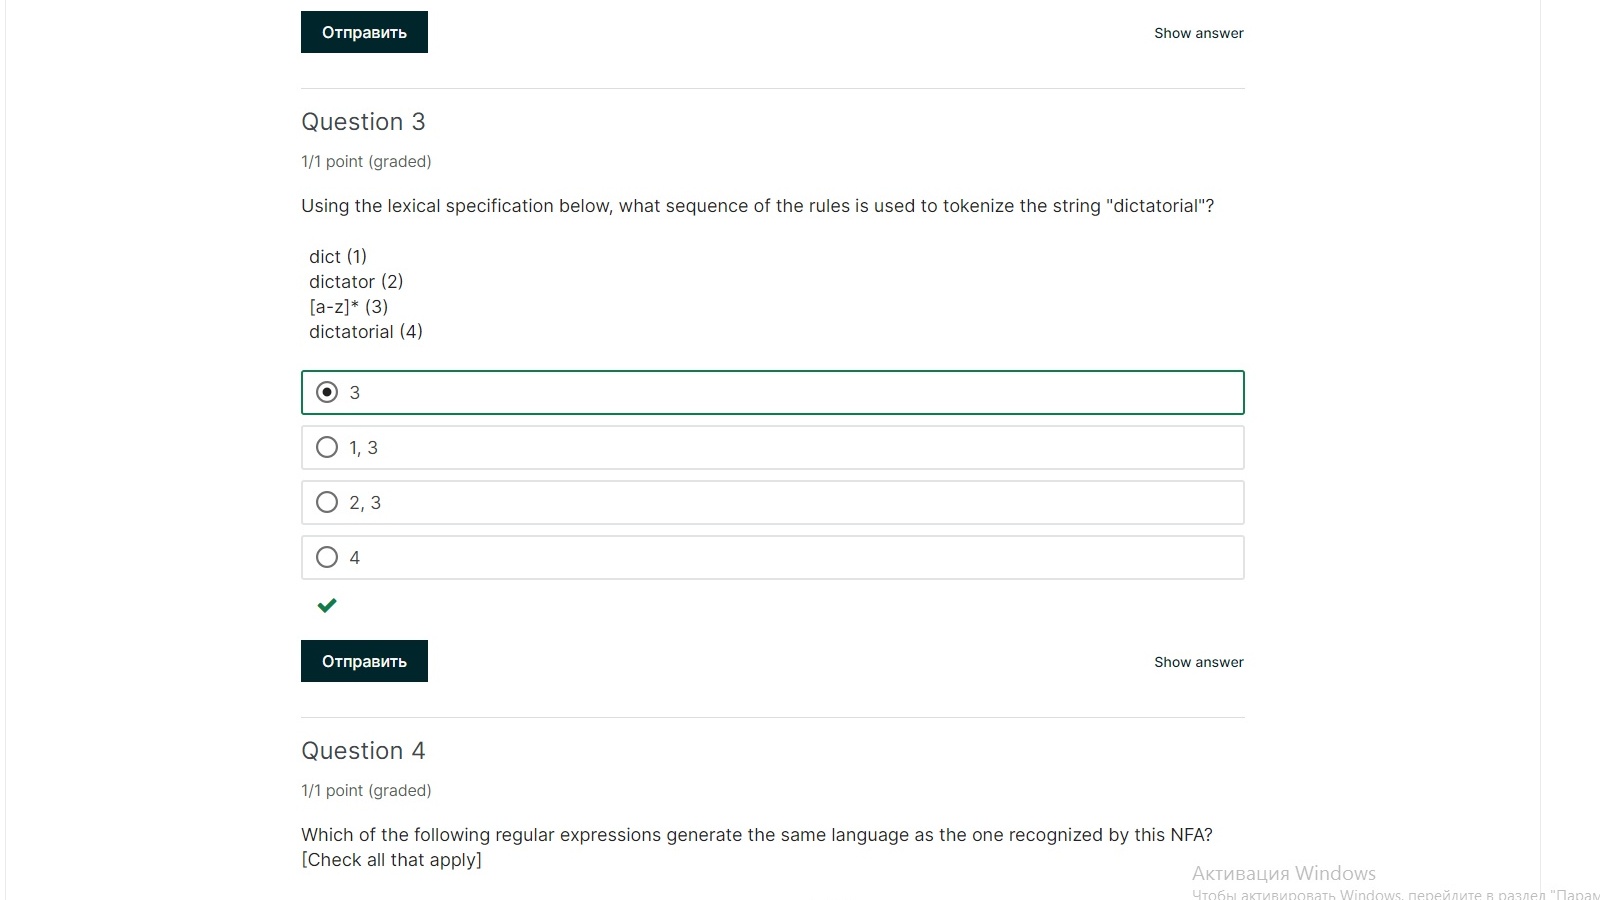 Отправить
Show answer
Question 3
1/1 point (graded)
Using the lexical specification below, what sequence of the rules is used to tokenize the string "dictatorial"?
dict (1)
dictator (2)
[a-z]* (3)
dictatorial (4)
3
1, 3
2, 3
4
Отправить
Show answer
Question 4
1/1 point (graded)
Which of the following regular expressions generate the same language as the one recognized by this NFA?
[Check all that apply]
Активация Windows
Чтобы активировать Windows, перейдите в раздел "Парам